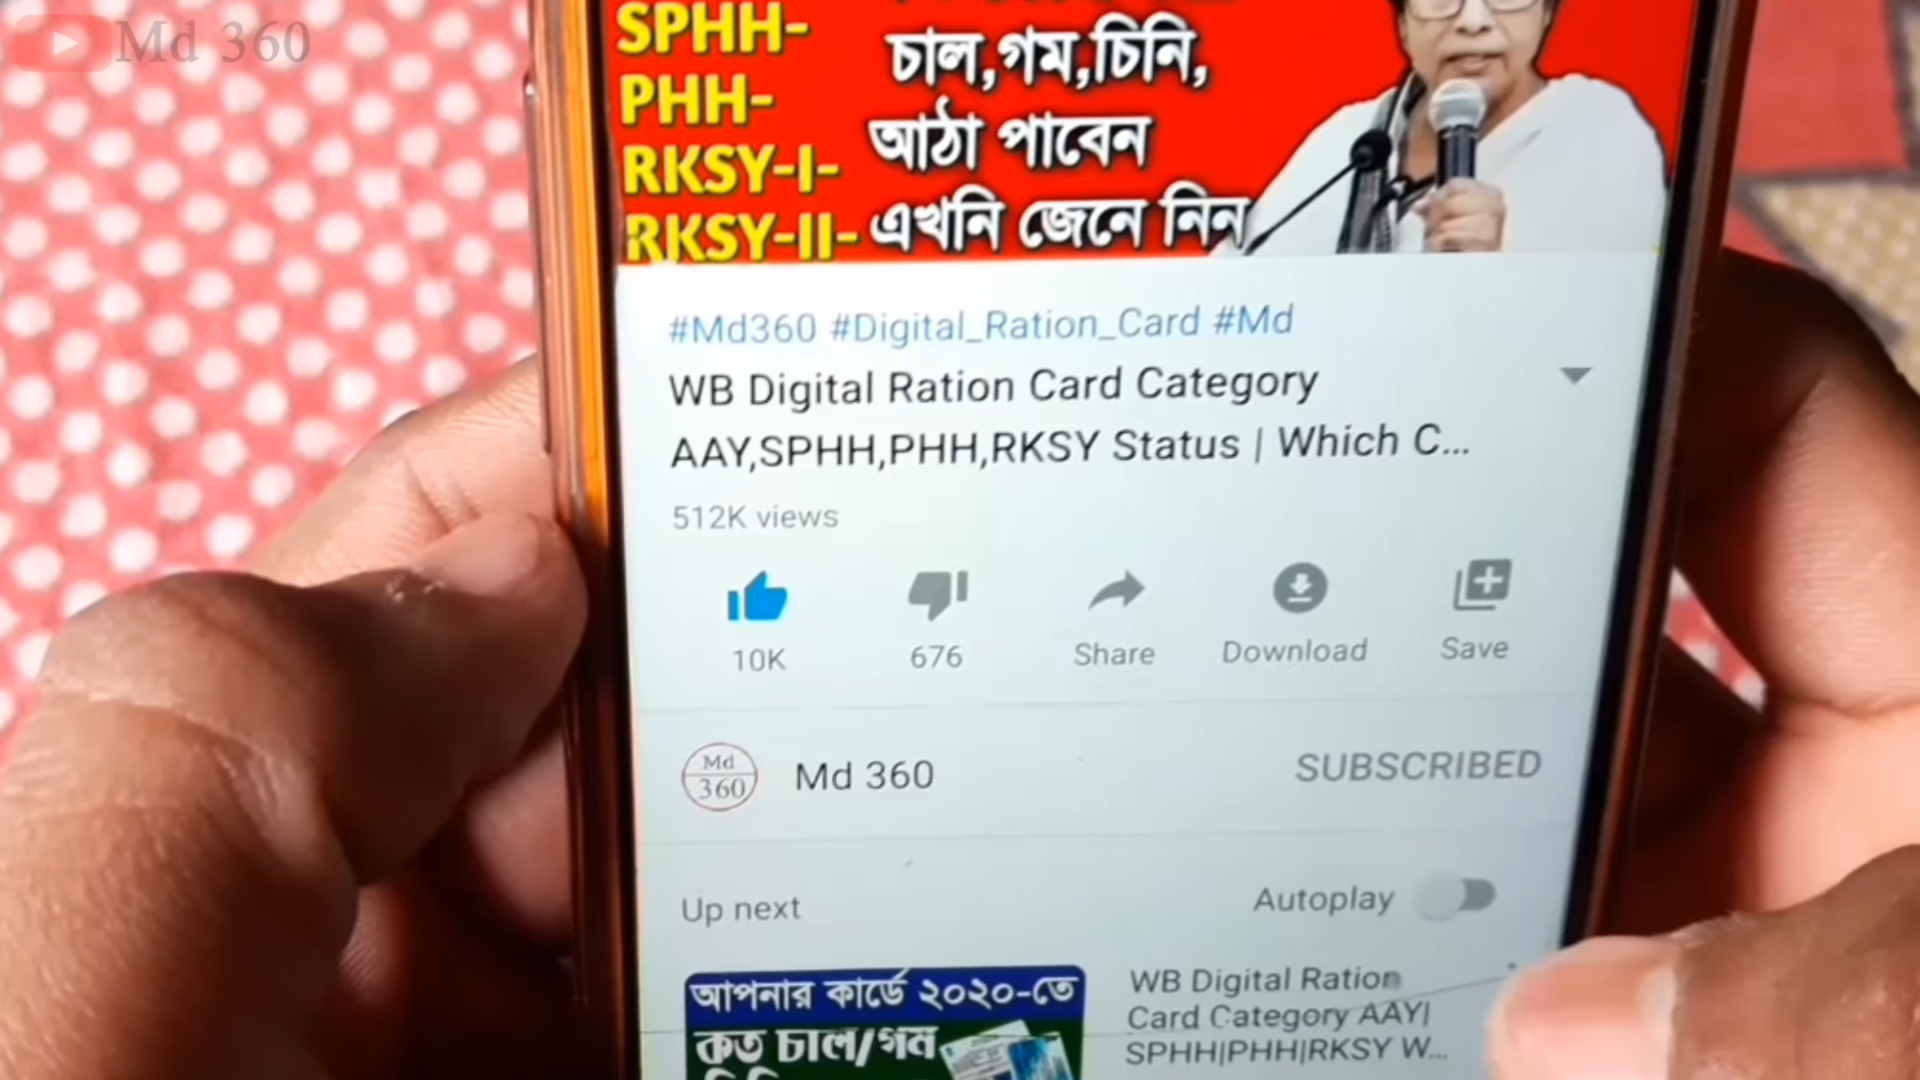 Md 360
SPHH-
চাল,গম,চিনি,
PHH-
আঠা পাবেন
RKSY-I-
RKSY-II-
এখনি জেনে নিন
#Md360 #Digital_Ration_Card #Md
WB Digital Ration Card Category
AAY,SPHH,PHH,RKSY Status | Which C...
512K views
10K
676
Share
Download
Save
Md
360
Md 360
SUBSCRIBED
Up next
Autoplay
আপনার কার্ডে ২০২০-তে
কত চাল/গম
WB Digital Ration
Card Category AAY|
SPHH|PHH|RKSY W...